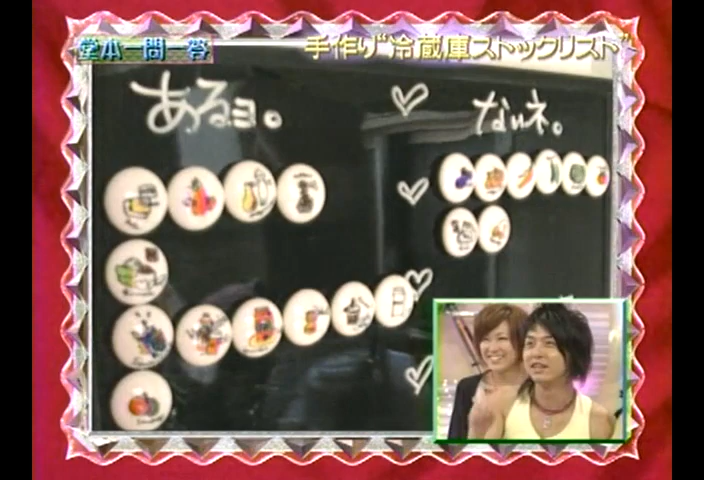 堂本一問一答
手作り"冷蔵庫ストックリスト"
あるヨ。
ないネ。